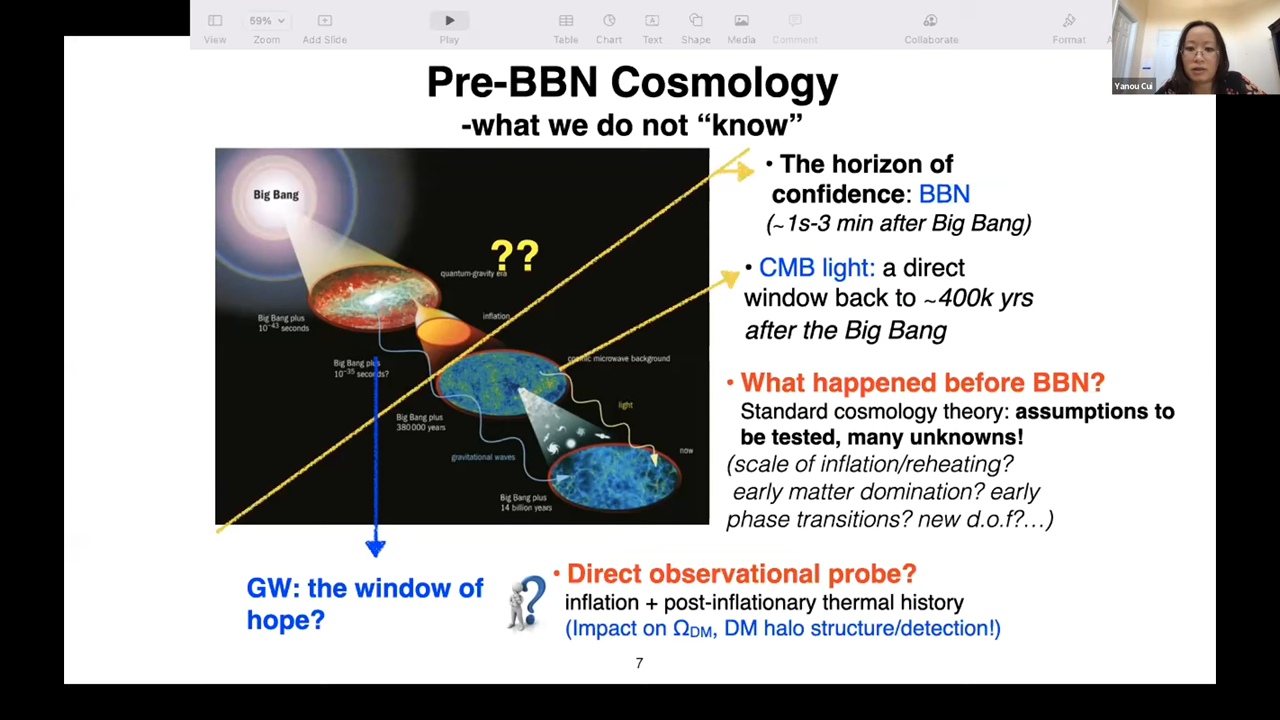 59%
View
Zoom
Add Slide
Play
Table
Chart
Text
Shape
Media
Comment
Collaborate
Format
Yanou Cui
Pre-BBN Cosmology
-what we do not “know”
Big Bang
??
quantum-gravity era
Big Bang plus
10⁻⁴³ seconds
inflation
Big Bang plus
10⁻³⁵ seconds?
cosmic microwave background
Big Bang plus
380 000 years
light
gravitational waves
now
Big Bang plus
14 billion years
• The horizon of
confidence: BBN
(~1s-3 min after Big Bang)
• CMB light: a direct
window back to ~400k yrs
after the Big Bang
• What happened before BBN?
Standard cosmology theory: assumptions to
be tested, many unknowns!
(scale of inflation/reheating?
early matter domination? early
phase transitions? new d.o.f?...)
GW: the window of
hope?
• Direct observational probe?
inflation + post-inflationary thermal history
(Impact on Ω_DM, DM halo structure/detection!)
7